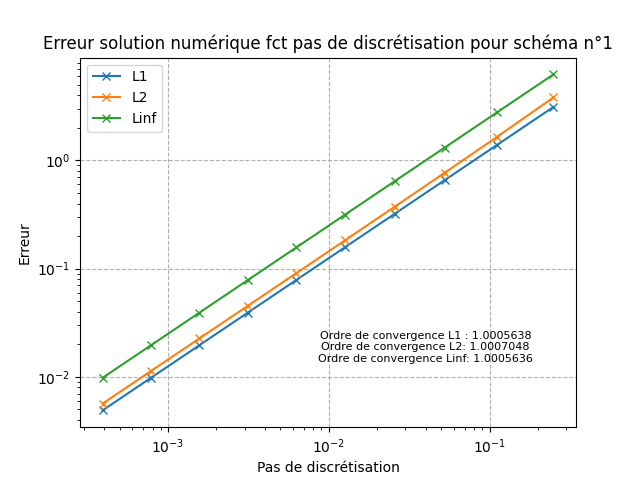 Erreur solution numérique fct pas de discrétisation pour schéma n°1
L1
L2
Linf
Erreur
10⁰
10⁻¹
10⁻²
Ordre de convergence L1 : 1.0005638
Ordre de convergence L2: 1.0007048
Ordre de convergence Linf: 1.0005636
10⁻³
10⁻²
10⁻¹
Pas de discrétisation